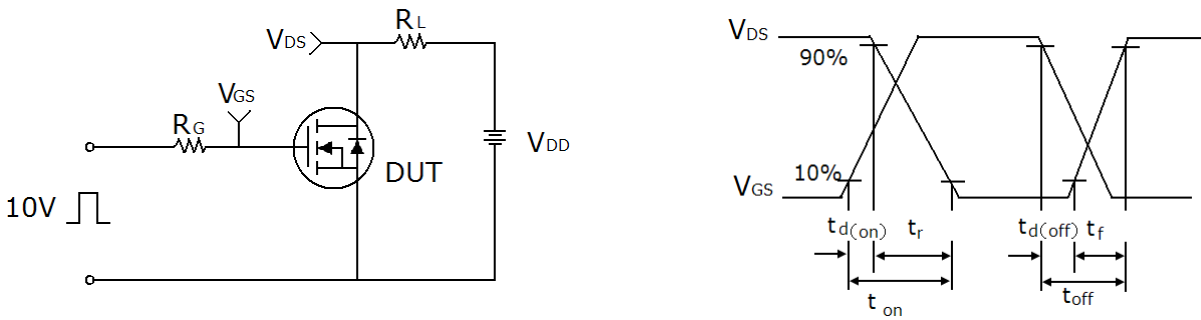 RL
VDS
VGS
RG
VDD
DUT
10V
VDS
90%
10%
VGS
td(on)
tr
td(off)
tf
ton
toff